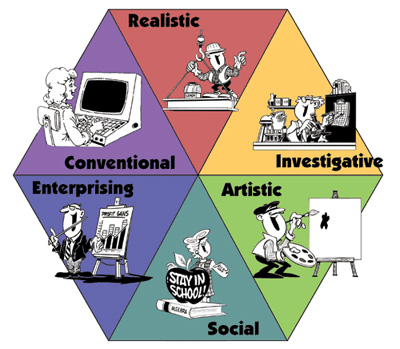 Realistic
Conventional
Investigative
Enterprising
Artistic
PROFIT GAINS
STAY IN
SCHOOL!
ALGEBRA
Social